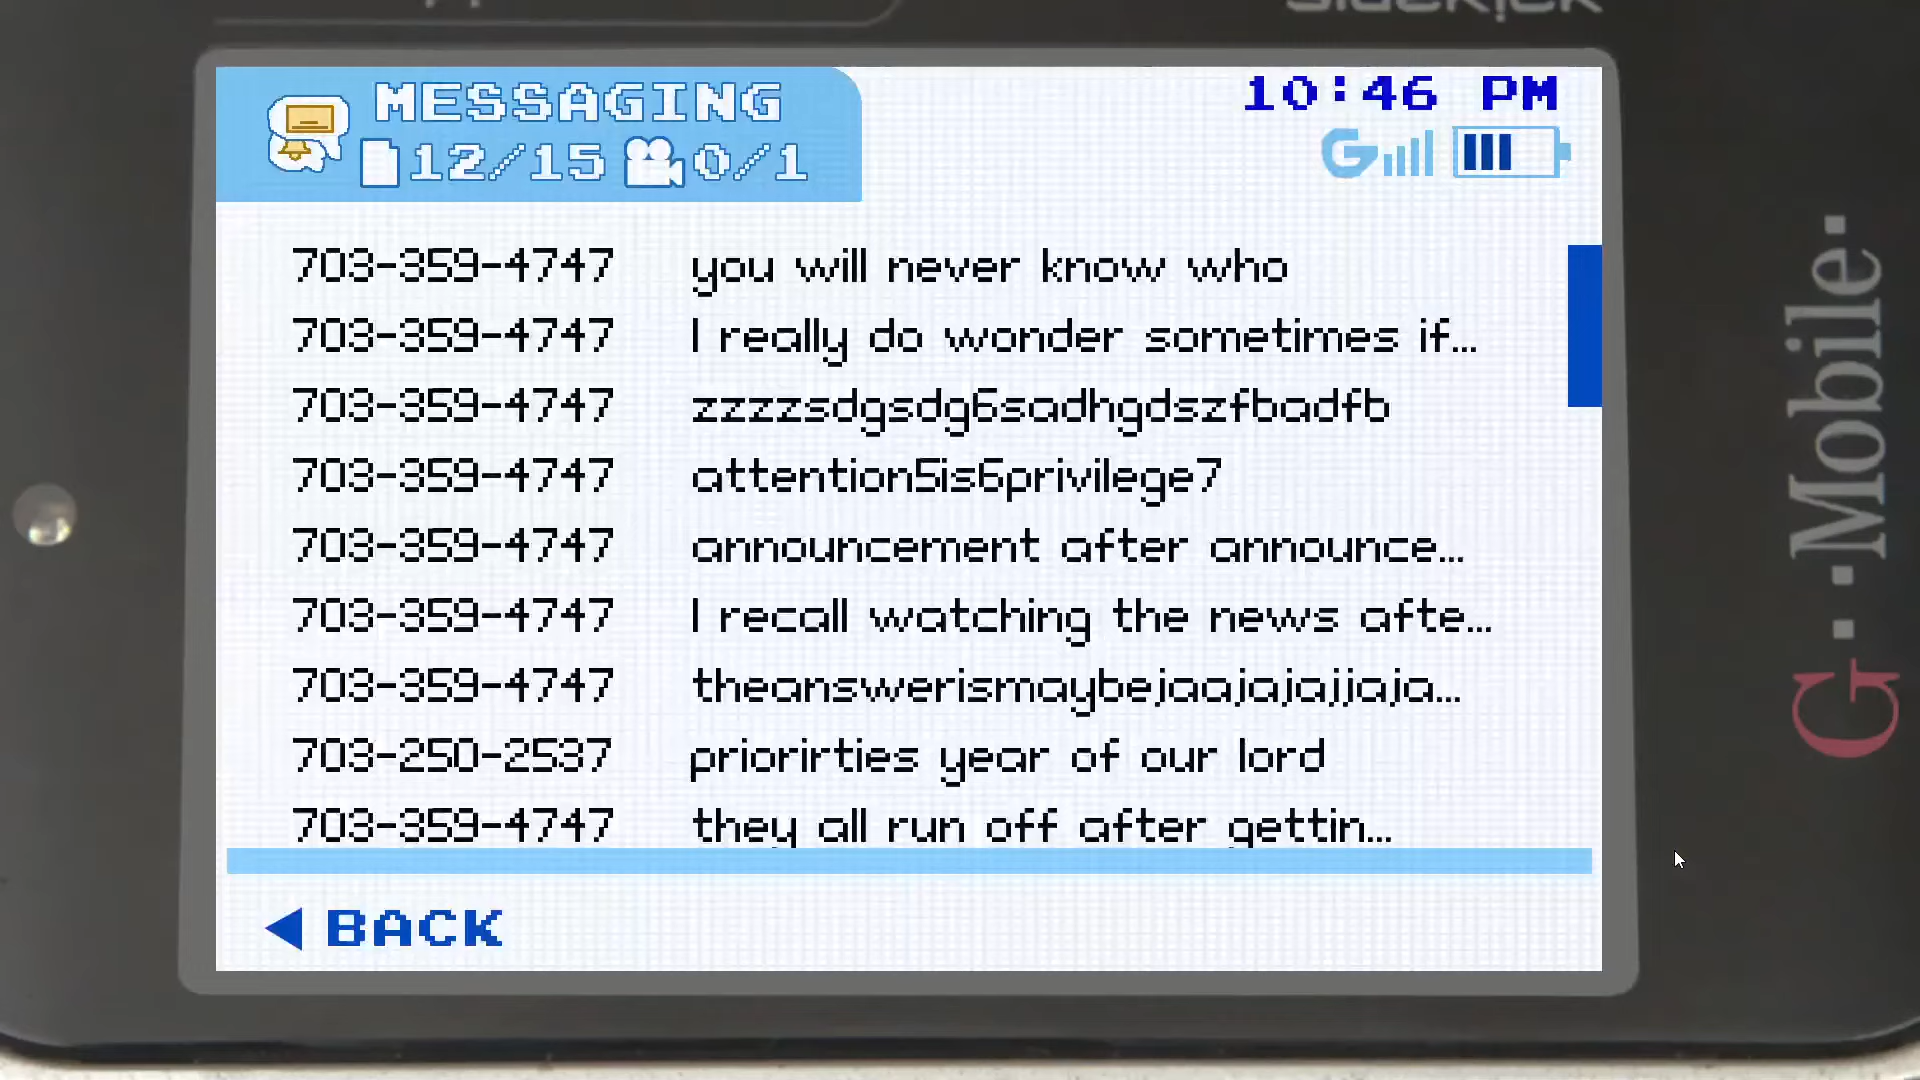 sidekick
MESSAGING
12/15 0/1
10:46 PM
G
703-359-4747 you will never know who
703-359-4747 I really do wonder sometimes if...
703-359-4747 zzzzsdgsdg6sadhgdszfbadfb
703-359-4747 attention5is6privilege7
703-359-4747 announcement after announce...
703-359-4747 I recall watching the news afte...
703-359-4747 theanswerismaybejaajajajjiaja...
703-250-2537 priorirties year of our lord
703-359-4747 they all run off after gettin...
BACK
G··Mobile·